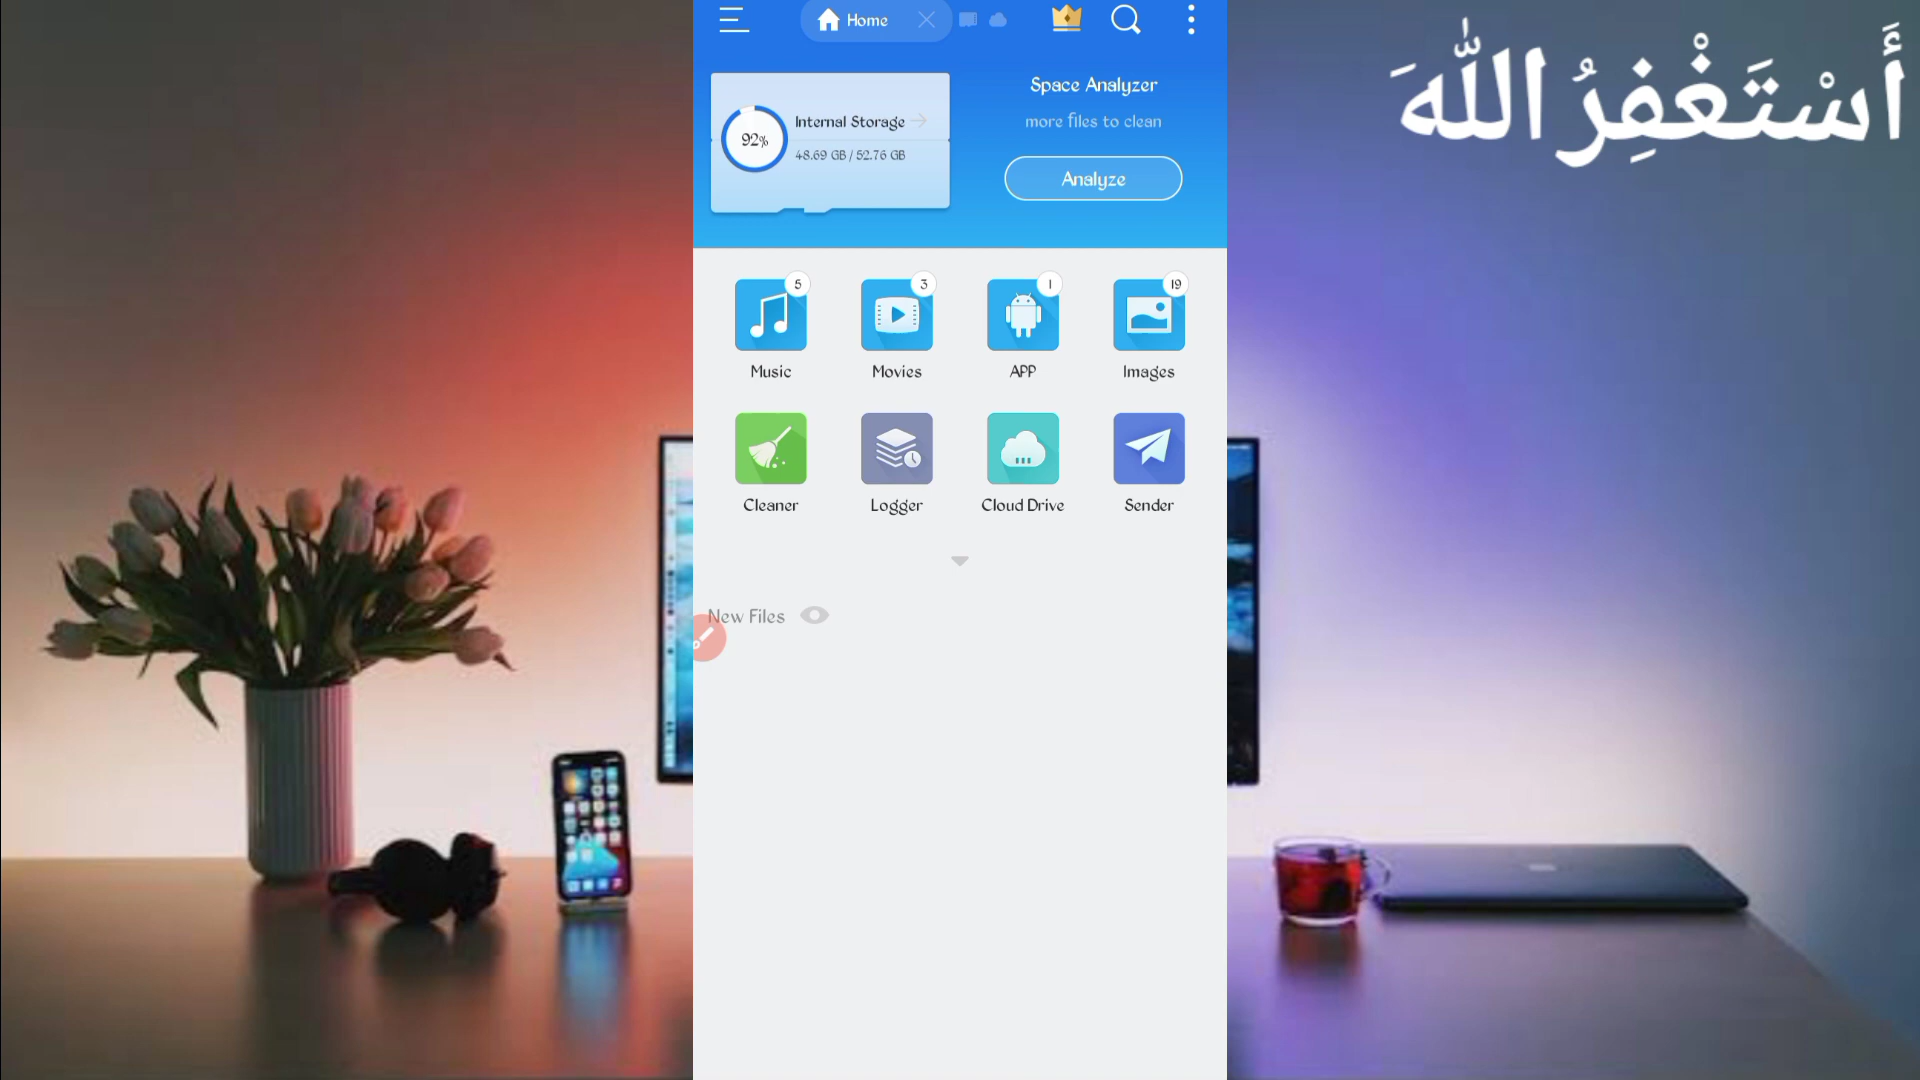 Home
أَسْتَغْفِرُ اللّٰهَ
Space Analyzer
more files to clean
92%
Internal Storage
48.69 GB / 52.76 GB
Analyze
5
3
1
19
Music
Movies
APP
Images
Cleaner
Logger
Cloud Drive
Sender
New Files